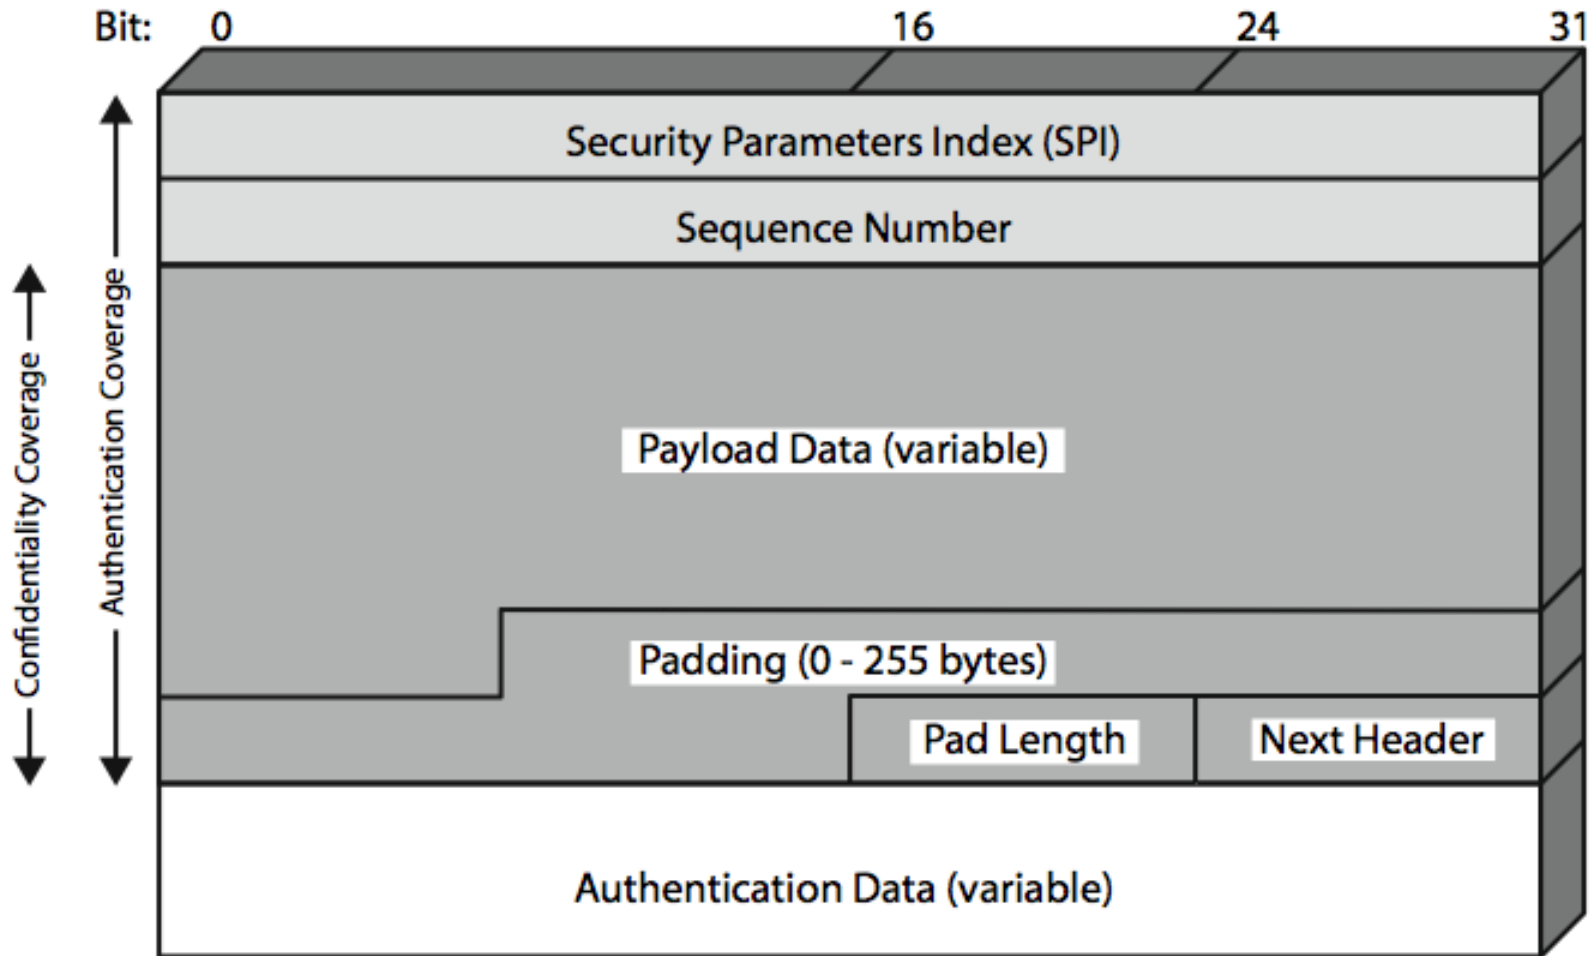 Bit: 0 16 24 31
Security Parameters Index (SPI)
Sequence Number
Payload Data (variable)
Padding (0 - 255 bytes)
Pad Length
Next Header
Authentication Data (variable)
Confidentiality Coverage
Authentication Coverage